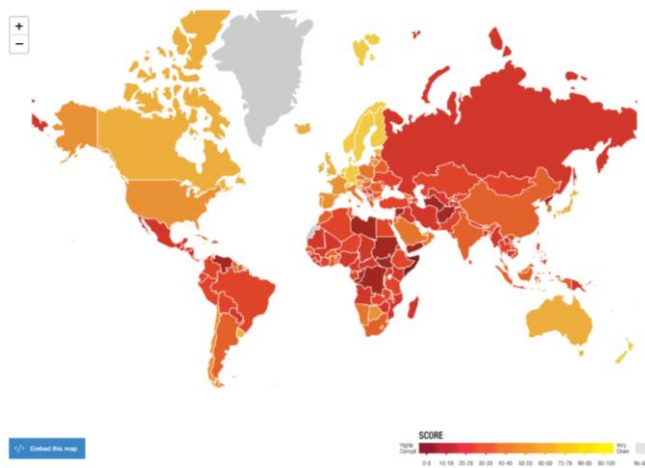 +
−
SCORE
Highly Corrupt
Very Clean
0-9 10-19 20-29 30-39 40-49 50-59 60-69 70-79 80-89 90-100
No d
Embed this map